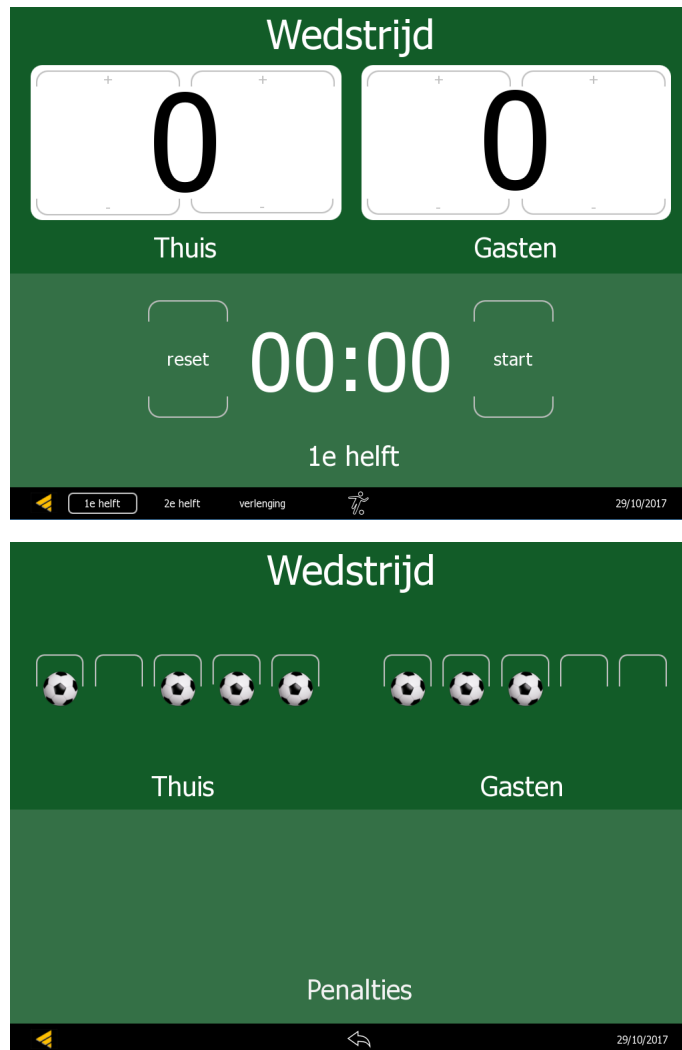 Wedstrijd
+ + + +
0 0
- - - -
Thuis Gasten
reset 00:00 start
1e helft
1e helft 2e helft verlenging 29/10/2017
Wedstrijd
Thuis Gasten
Penalties
29/10/2017